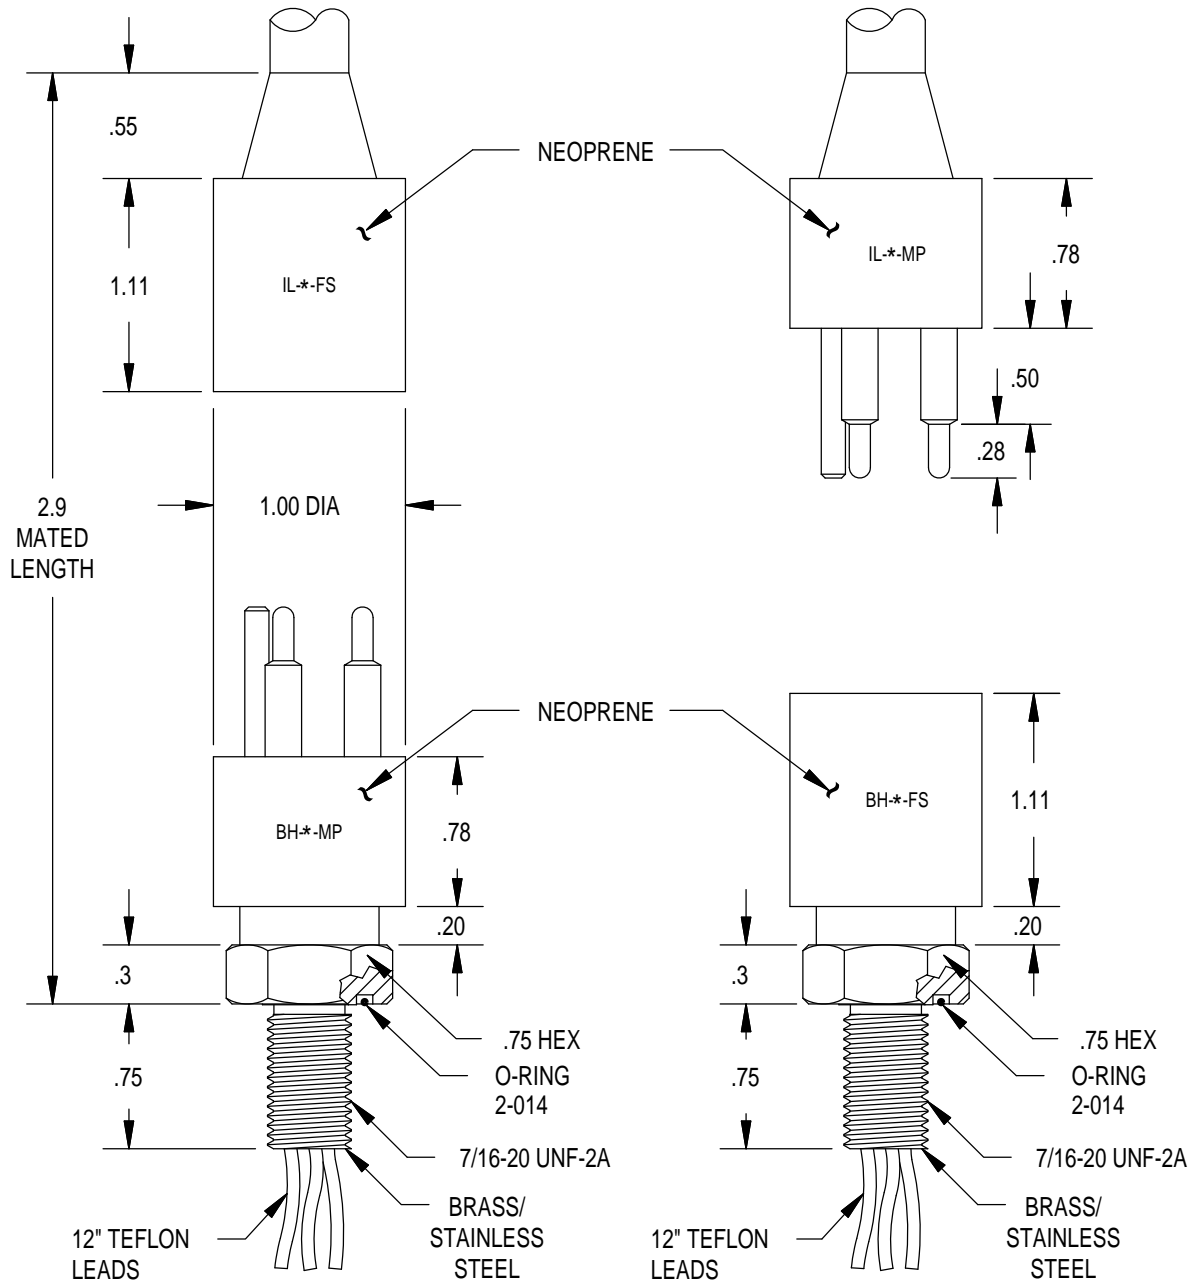 .55
NEOPRENE
1.11
IL-*-FS
IL-*-MP
.78
.50
.28
2.9
MATED
LENGTH
1.00 DIA
NEOPRENE
BH-*-MP
.78
BH-*-FS
1.11
.20
.20
.3
.3
.75 HEX
.75 HEX
.75
O-RING
2-014
.75
O-RING
2-014
7/16-20 UNF-2A
7/16-20 UNF-2A
12" TEFLON
LEADS
BRASS/
STAINLESS
STEEL
12" TEFLON
LEADS
BRASS/
STAINLESS
STEEL